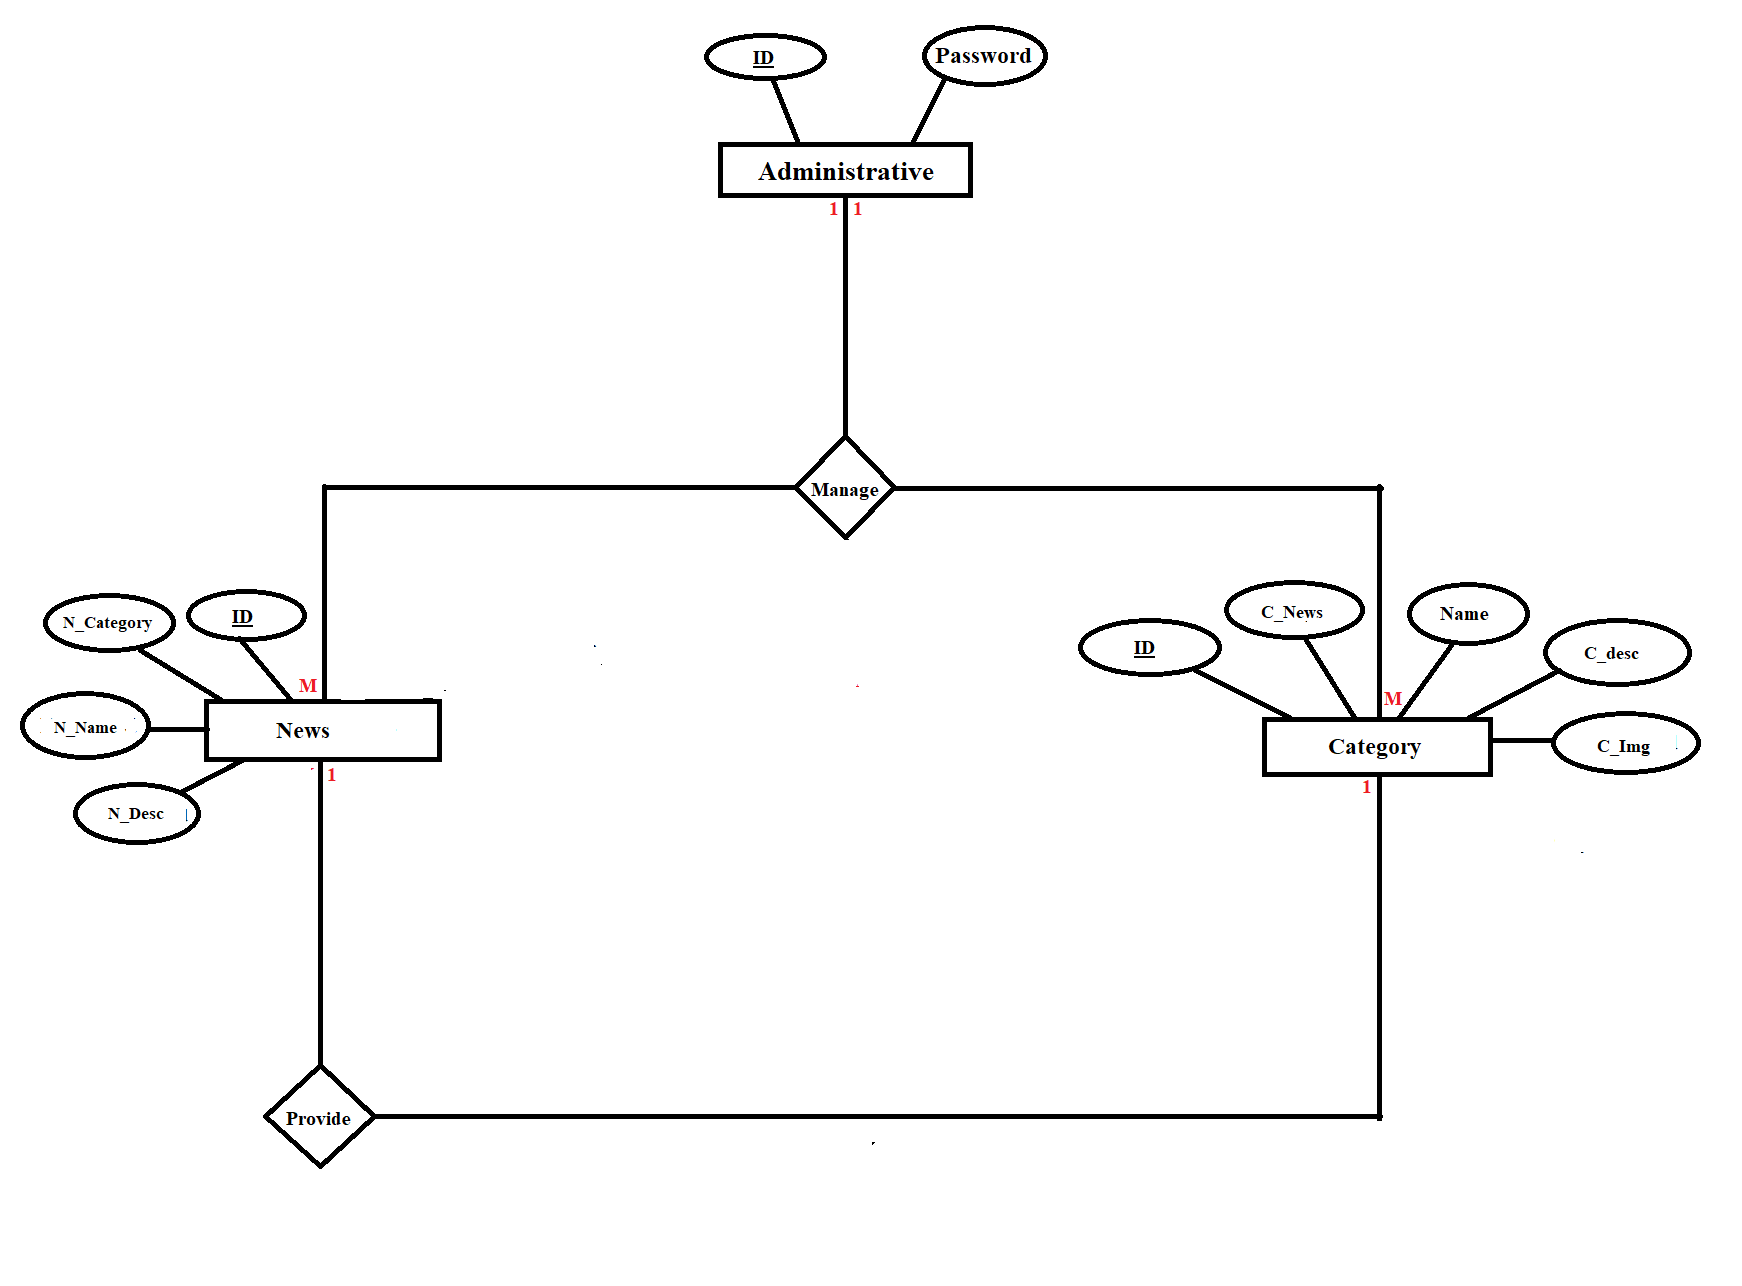 ID
Password
Administrative
1 1
Manage
N_Category
ID
C_News
Name
ID
C_desc
M
M
N_Name
News
Category
C_Img
1
1
N_Desc
Provide